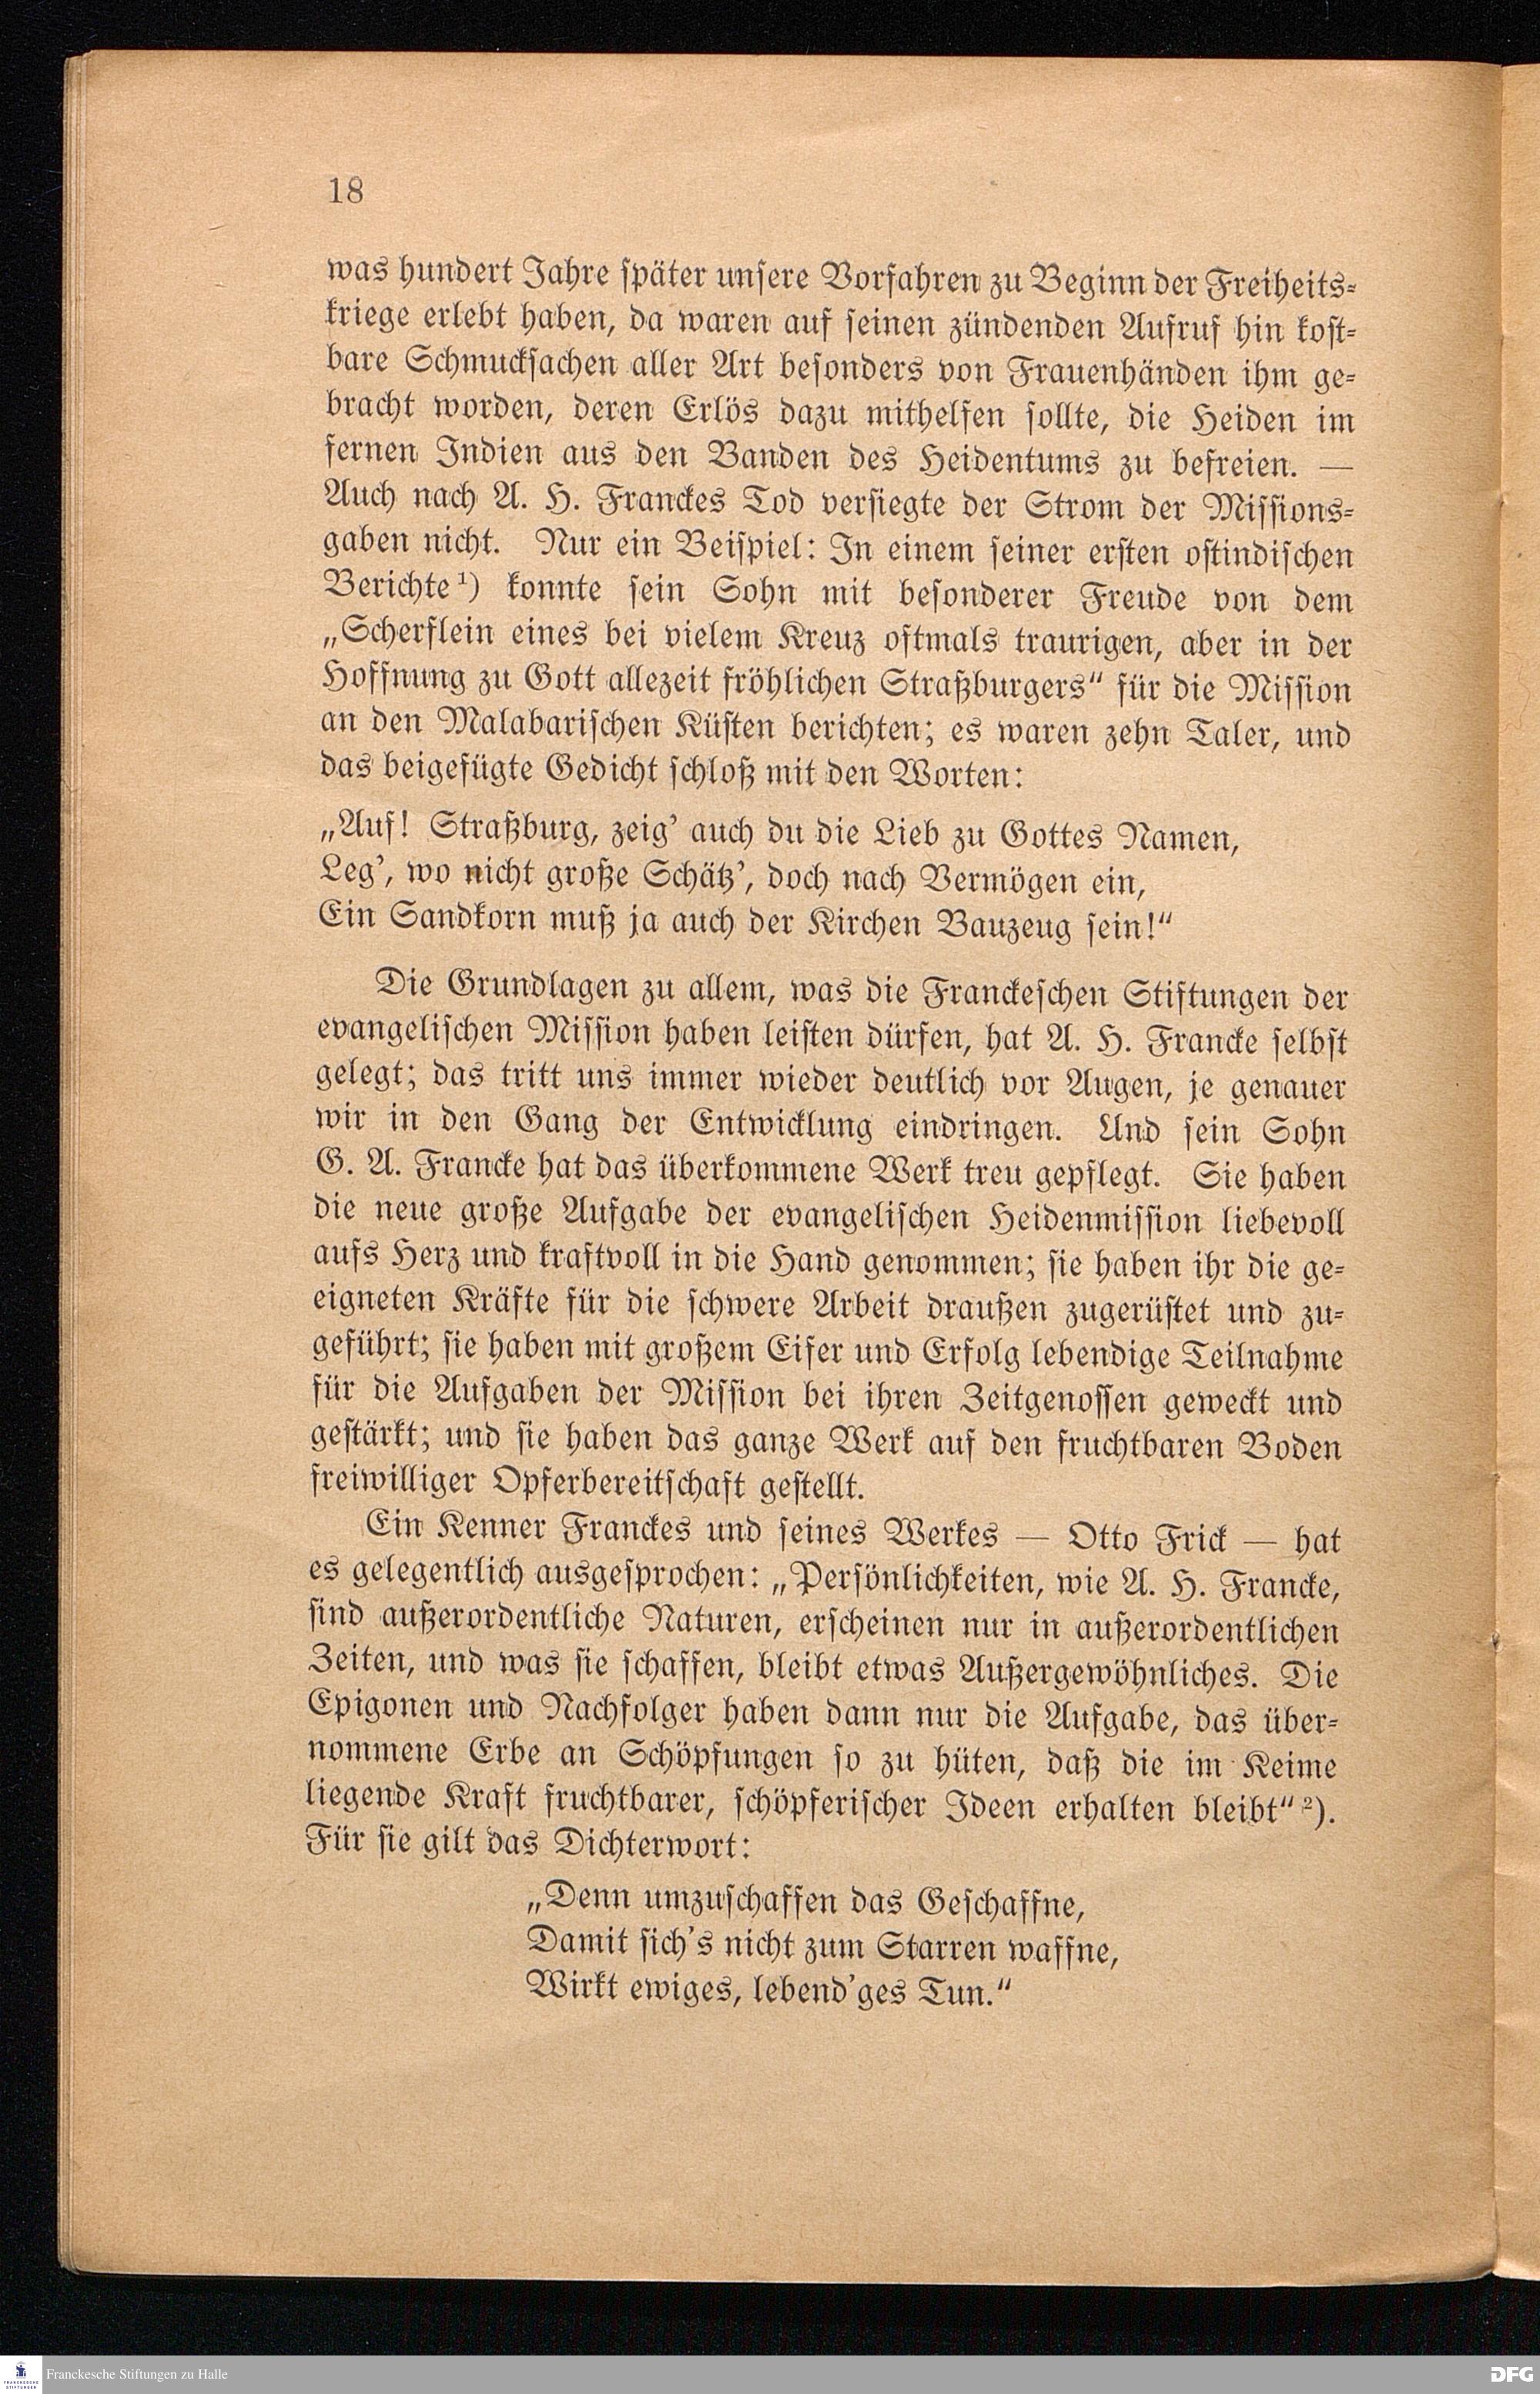 18
was hundert Jahre später unsere Vorfahren zu Beginn der Freiheits-
kriege erlebt haben, da waren auf seinen zündenden Aufruf hin kost-
bare Schmucksachen aller Art besonders von Frauenhänden ihm ge-
bracht worden, deren Erlös dazu mithelfen sollte, die Heiden im
fernen Indien aus den Banden des Heidentums zu befreien. —
Auch nach A. H. Franckes Tod versiegte der Strom der Missions-
gaben nicht. Nur ein Beispiel: In einem seiner ersten ostindischen
Berichte¹) konnte sein Sohn mit besonderer Freude von dem
„Scherflein eines bei vielem Kreuz oftmals traurigen, aber in der
Hoffnung zu Gott allezeit fröhlichen Straßburgers“ für die Mission
an den Malabarischen Küsten berichten; es waren zehn Taler, und
das beigefügte Gedicht schloß mit den Worten:
„Auf! Straßburg, zeig’ auch du die Lieb zu Gottes Namen,
Leg’, wo nicht große Schätz’, doch nach Vermögen ein,
Ein Sandkorn muß ja auch der Kirchen Bauzeug sein!“
Die Grundlagen zu allem, was die Franckeschen Stiftungen der
evangelischen Mission haben leisten dürfen, hat A. H. Francke selbst
gelegt; das tritt uns immer wieder deutlich vor Augen, je genauer
wir in den Gang der Entwicklung eindringen. Und sein Sohn
G. A. Francke hat das überkommene Werk treu gepflegt. Sie haben
die neue große Aufgabe der evangelischen Heidenmission liebevoll
aufs Herz und kraftvoll in die Hand genommen; sie haben ihr die ge-
eigneten Kräfte für die schwere Arbeit draußen zugerüstet und zu-
geführt; sie haben mit großem Eifer und Erfolg lebendige Teilnahme
für die Aufgaben der Mission bei ihren Zeitgenossen geweckt und
gestärkt; und sie haben das ganze Werk auf den fruchtbaren Boden
freiwilliger Opferbereitschaft gestellt.
Ein Kenner Franckes und seines Werkes — Otto Frick — hat
es gelegentlich ausgesprochen: „Persönlichkeiten, wie A. H. Francke,
sind außerordentliche Naturen, erscheinen nur in außerordentlichen
Zeiten, und was sie schaffen, bleibt etwas Außergewöhnliches. Die
Epigonen und Nachfolger haben dann nur die Aufgabe, das über-
nommene Erbe an Schöpfungen so zu hüten, daß die im Keime
liegende Kraft fruchtbarer, schöpferischer Ideen erhalten bleibt“²).
Für sie gilt das Dichterwort:
„Denn umzuschaffen das Geschaffne,
Damit sich’s nicht zum Starren waffne,
Wirkt ewiges, lebend’ges Tun.“
FRANCKESCHE STIFTUNGEN
Franckesche Stiftungen zu Halle
DFG